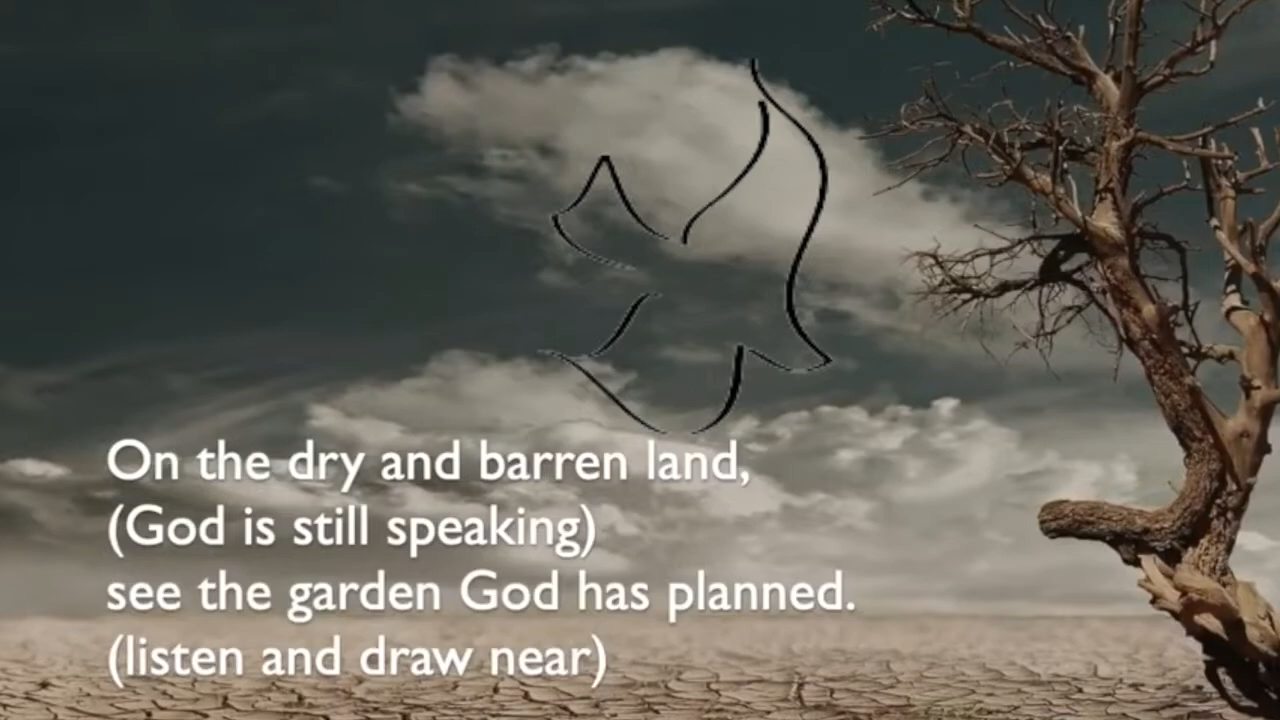 On the dry and barren land,
(God is still speaking)
see the garden God has planned.
(listen and draw near)